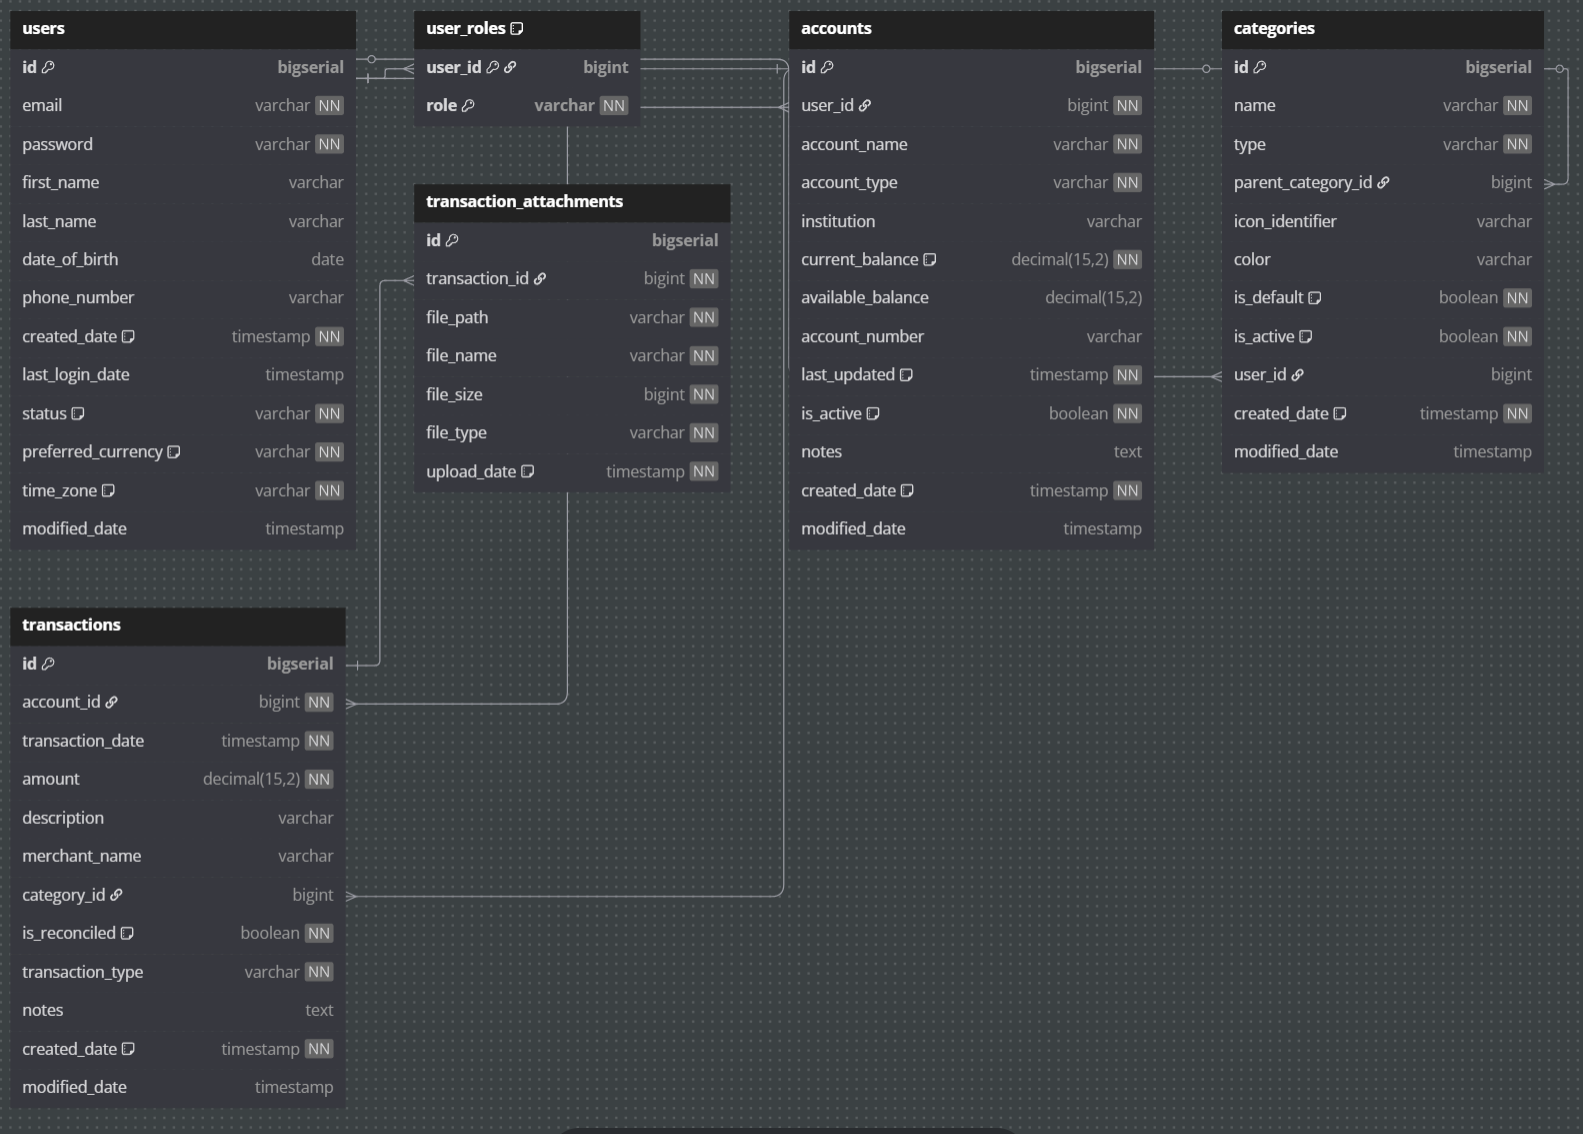 users
id bigserial
email varchar NN
password varchar NN
first_name varchar
last_name varchar
date_of_birth date
phone_number varchar
created_date timestamp NN
last_login_date timestamp
status varchar NN
preferred_currency varchar NN
time_zone varchar NN
modified_date timestamp
user_roles
user_id bigint
role varchar NN
transaction_attachments
id bigserial
transaction_id bigint NN
file_path varchar NN
file_name varchar NN
file_size bigint NN
file_type varchar NN
upload_date timestamp NN
accounts
id bigserial
user_id bigint NN
account_name varchar NN
account_type varchar NN
institution varchar
current_balance decimal(15,2) NN
available_balance decimal(15,2)
account_number varchar
last_updated timestamp NN
is_active boolean NN
notes text
created_date timestamp NN
modified_date timestamp
categories
id bigserial
name varchar NN
type varchar NN
parent_category_id bigint
icon_identifier varchar
color varchar
is_default boolean NN
is_active boolean NN
user_id bigint
created_date timestamp NN
modified_date timestamp
transactions
id bigserial
account_id bigint NN
transaction_date timestamp NN
amount decimal(15,2) NN
description varchar
merchant_name varchar
category_id bigint
is_reconciled boolean NN
transaction_type varchar NN
notes text
created_date timestamp NN
modified_date timestamp